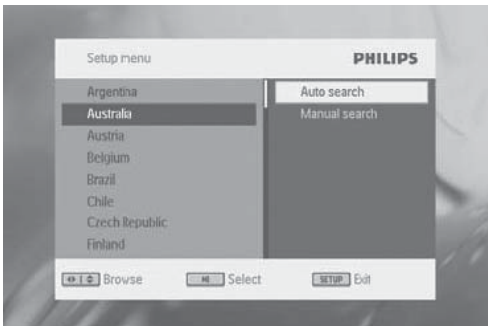 Setup menu PHILIPS
Argentina Auto search
Australia Manual search
Austria
Belgium
Brazil
Chile
Czech Republic
Finland
Browse Select SETUP Exit